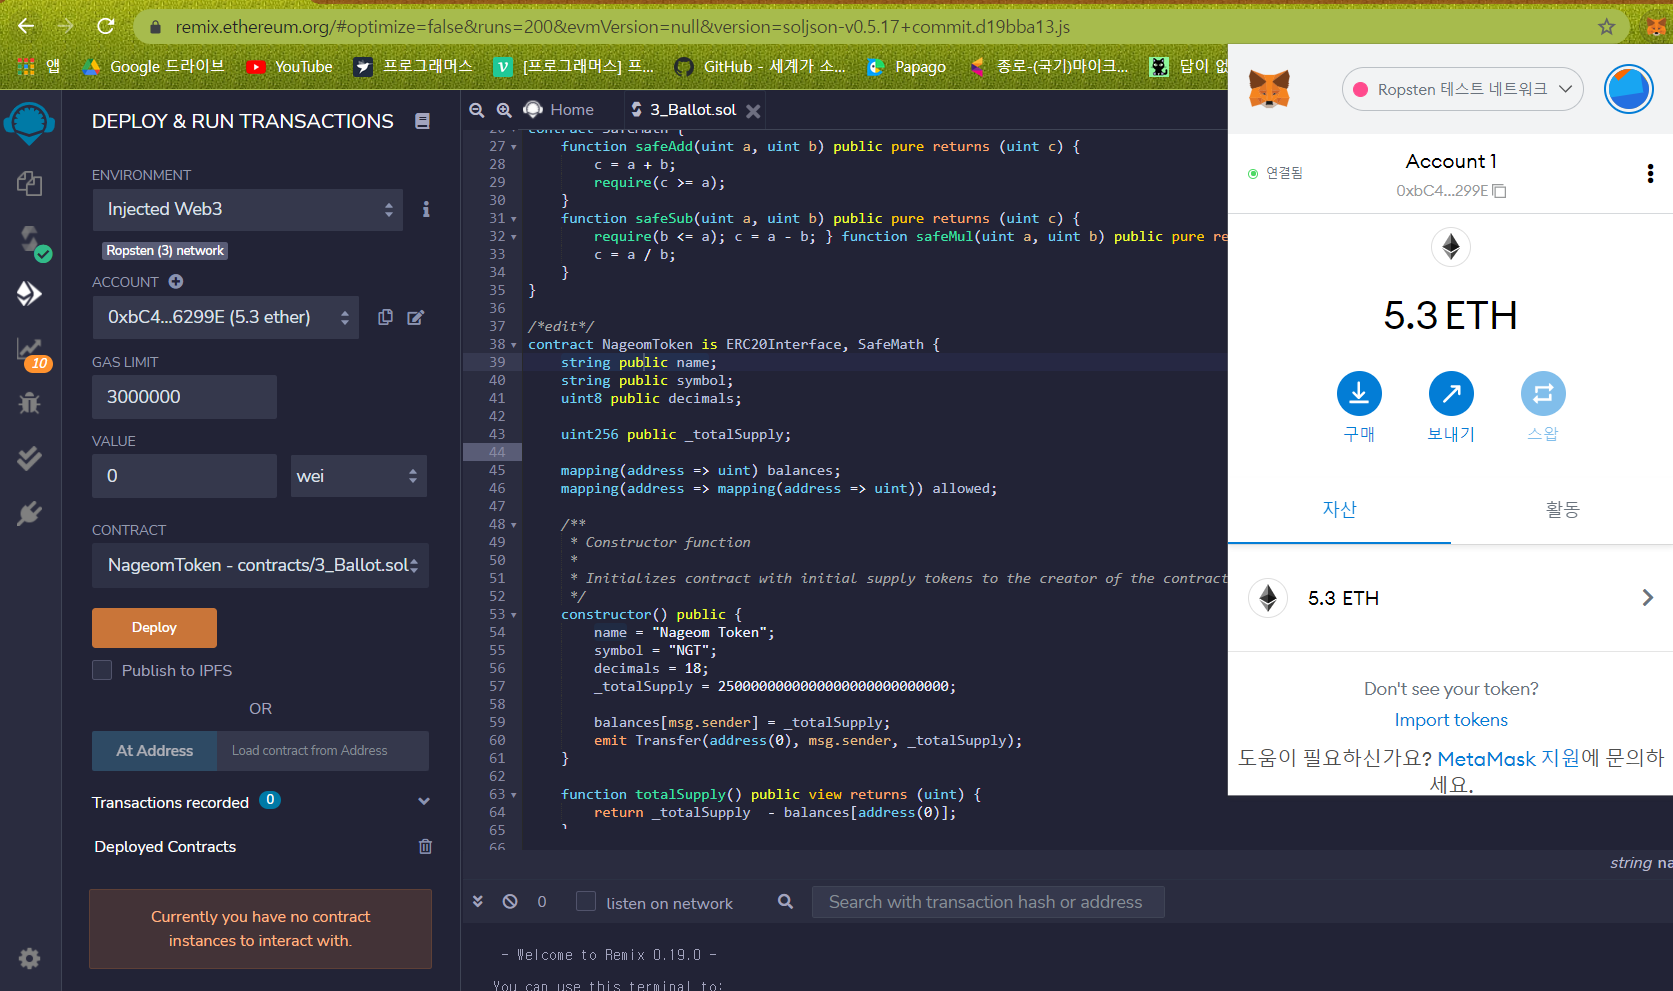 remix.ethereum.org/#optimize=false&runs=200&evmVersion=null&version=soljson-v0.5.17+commit.d19bba13.js
앱 Google 드라이브 YouTube 프로그래머스 [프로그래머스] 프... GitHub - 세계가 소... Papago 종로-(국기)마이크... 답이 없
DEPLOY & RUN TRANSACTIONS
ENVIRONMENT
Injected Web3
Ropsten (3) network
ACCOUNT
0xbC4...6299E (5.3 ether)
GAS LIMIT
3000000
VALUE
0 wei
CONTRACT
NageomToken - contracts/3_Ballot.sol
Deploy
Publish to IPFS
OR
At Address Load contract from Address
Transactions recorded 0
Deployed Contracts
Currently you have no contract
instances to interact with.
10
Home 3_Ballot.sol
26 contract SafeMath {
27 function safeAdd(uint a, uint b) public pure returns (uint c) {
28 c = a + b;
29 require(c >= a);
30 }
31 function safeSub(uint a, uint b) public pure returns (uint c) {
32 require(b <= a); c = a - b; } function safeMul(uint a, uint b) public pure re
33 c = a / b;
34 }
35 }
36
37 /*edit*/
38 contract NageomToken is ERC20Interface, SafeMath {
39 string public name;
40 string public symbol;
41 uint8 public decimals;
42
43 uint256 public _totalSupply;
44
45 mapping(address => uint) balances;
46 mapping(address => mapping(address => uint)) allowed;
47
48 /**
49 * Constructor function
50 *
51 * Initializes contract with initial supply tokens to the creator of the contract
52 */
53 constructor() public {
54 name = "Nageom Token";
55 symbol = "NGT";
56 decimals = 18;
57 _totalSupply = 2500000000000000000000000000;
58
59 balances[msg.sender] = _totalSupply;
60 emit Transfer(address(0), msg.sender, _totalSupply);
61 }
62
63 function totalSupply() public view returns (uint) {
64 return _totalSupply - balances[address(0)];
65 }
66
string na
0 listen on network Search with transaction hash or address
- Welcome to Remix 0.19.0 -
You can use this terminal to:
Ropsten 테스트 네트워크
연결됨
Account 1
0xbC4...299E
5.3 ETH
구매 보내기 스왑
자산 활동
5.3 ETH
Don't see your token?
Import tokens
도움이 필요하신가요? MetaMask 지원에 문의하
세요.